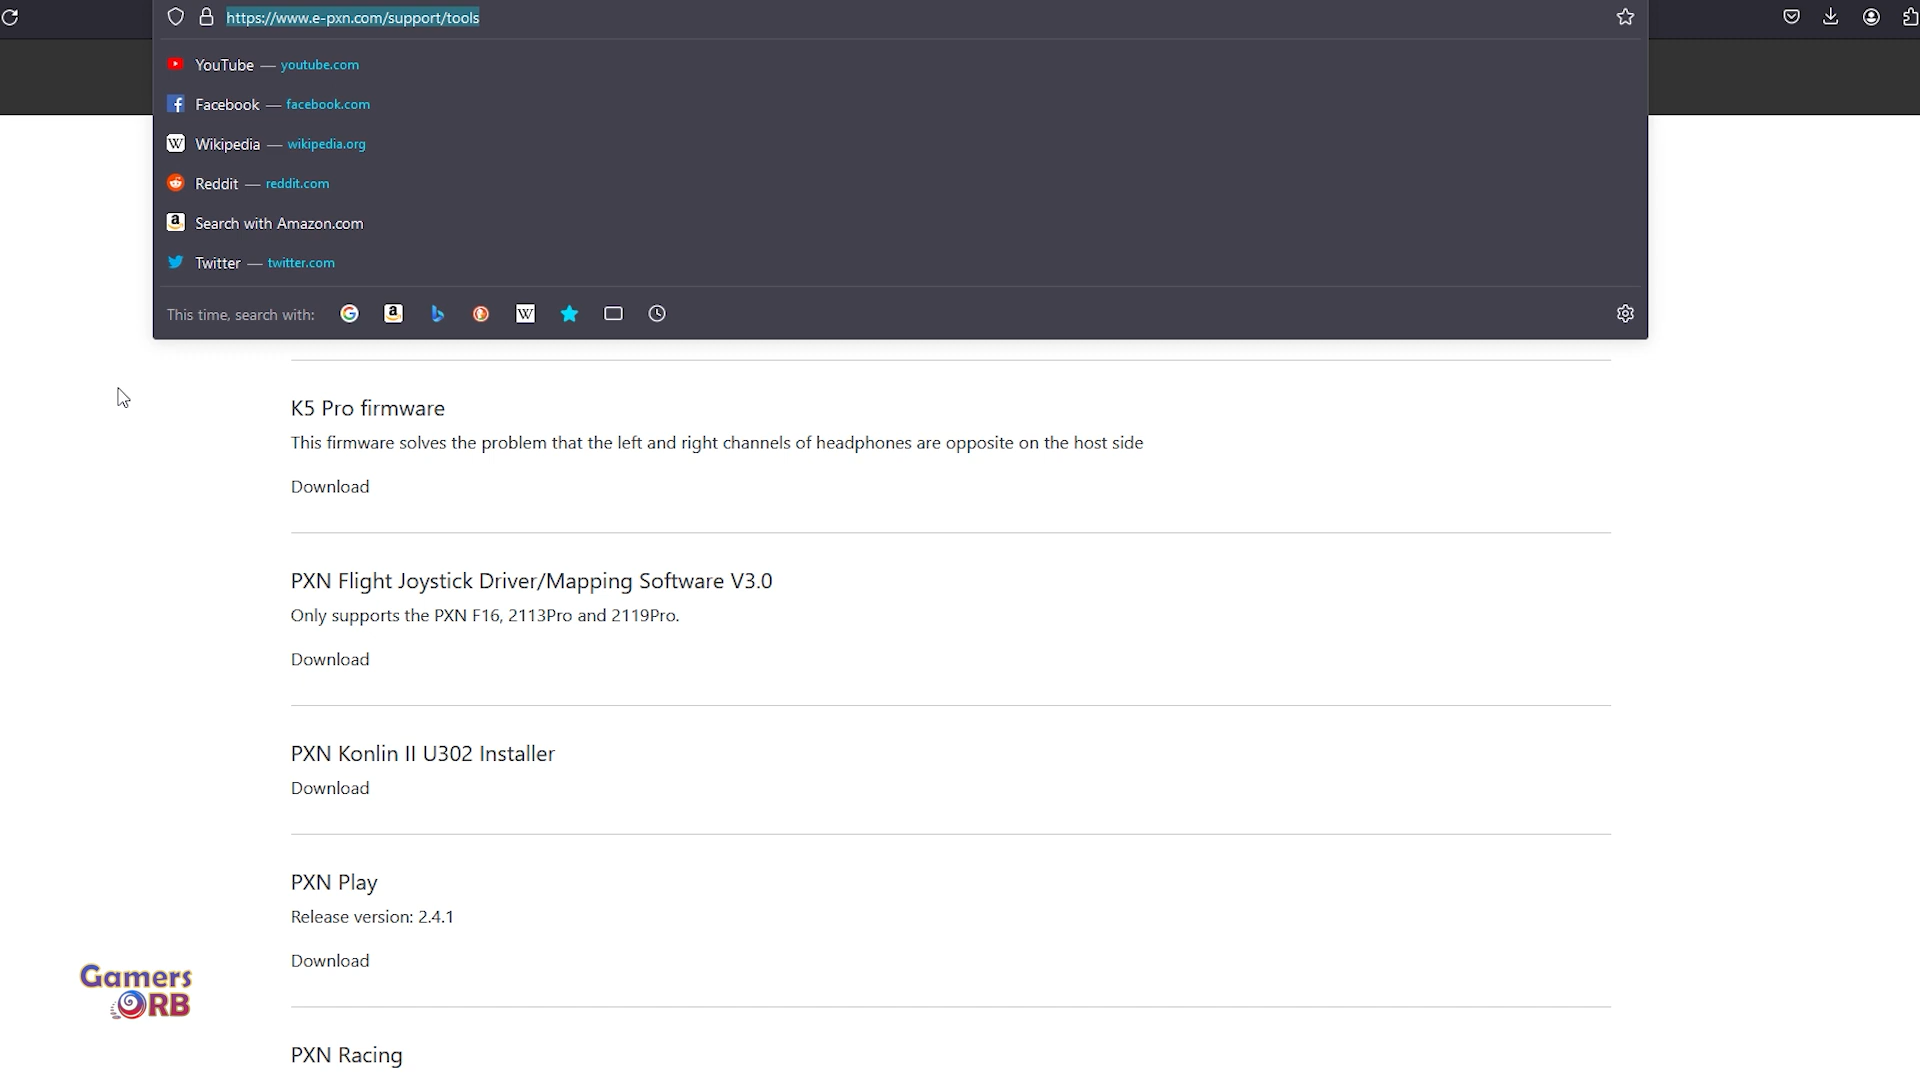 https://www.e-pxn.com/support/tools
YouTube — youtube.com
Facebook — facebook.com
Wikipedia — wikipedia.org
Reddit — reddit.com
Search with Amazon.com
Twitter — twitter.com
This time, search with:
K5 Pro firmware
This firmware solves the problem that the left and right channels of headphones are opposite on the host side
Download
PXN Flight Joystick Driver/Mapping Software V3.0
Only supports the PXN F16, 2113Pro and 2119Pro.
Download
PXN Konlin II U302 Installer
Download
PXN Play
Release version: 2.4.1
Download
PXN Racing
Gamers
ORB